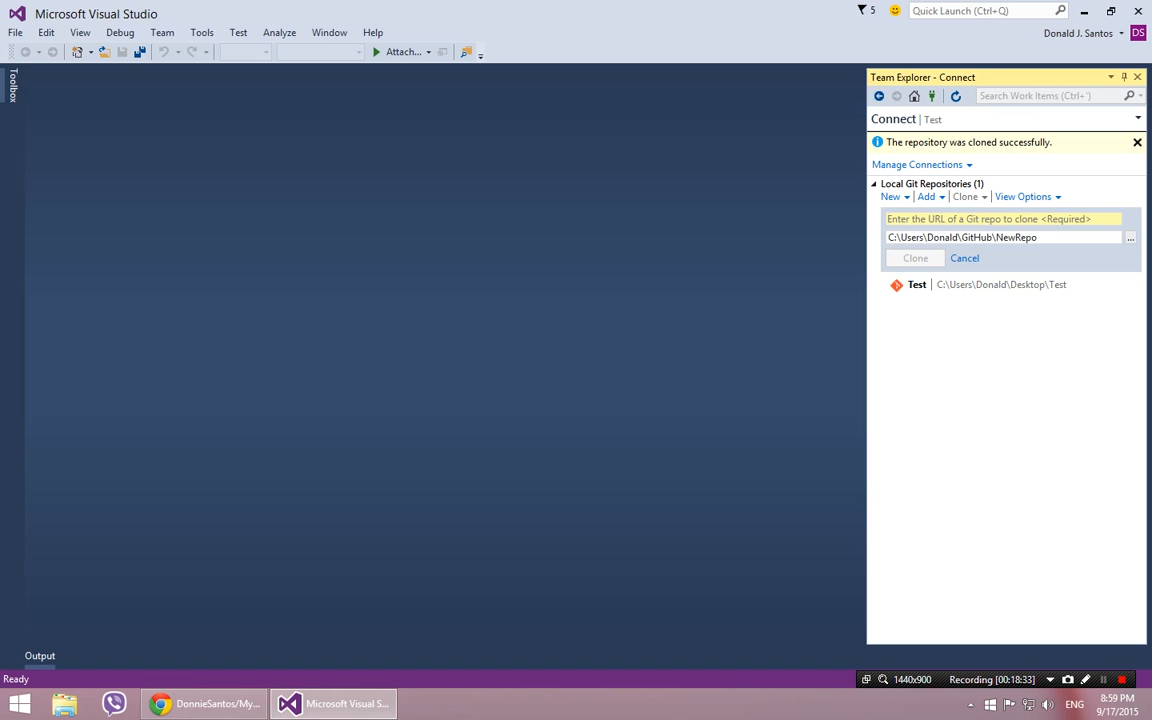 Microsoft Visual Studio
5
Quick Launch (Ctrl+Q)
File Edit View Debug Team Tools Test Analyze Window Help
Donald J. Santos DS
Attach...
Toolbox
Team Explorer - Connect
Search Work Items (Ctrl+')
Connect | Test
The repository was cloned successfully.
Manage Connections
Local Git Repositories (1)
New | Add | Clone | View Options
Enter the URL of a Git repo to clone <Required>
C:\Users\Donald\GitHub\NewRepo
...
Clone Cancel
Test | C:\Users\Donald\Desktop\Test
Output
Ready
1440x900 Recording [00:18:33]
DonnieSantos/My...
Microsoft Visual S...
ENG
8:59 PM
9/17/2015